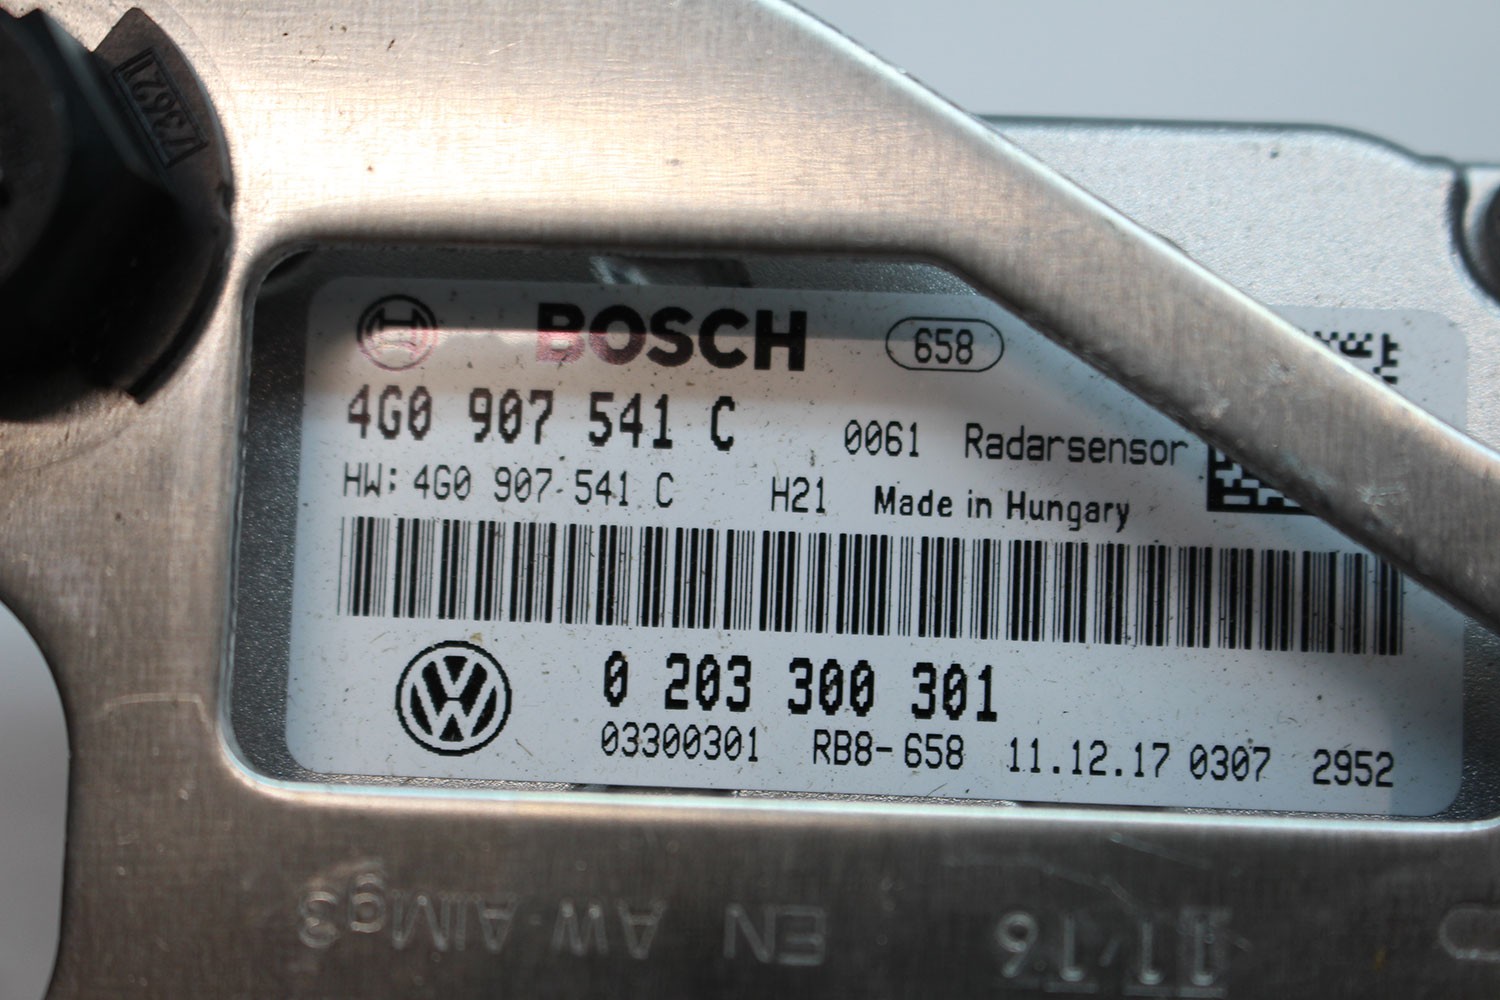 V3621
BOSCH 658
4G0 907 541 C 0061 Radarsensor
HW: 4G0 907 541 C H21 Made in Hungary
0 203 300 301
03300301 RB8-658 11.12.17 0307 2952
EN AW-AlMg3
11/16